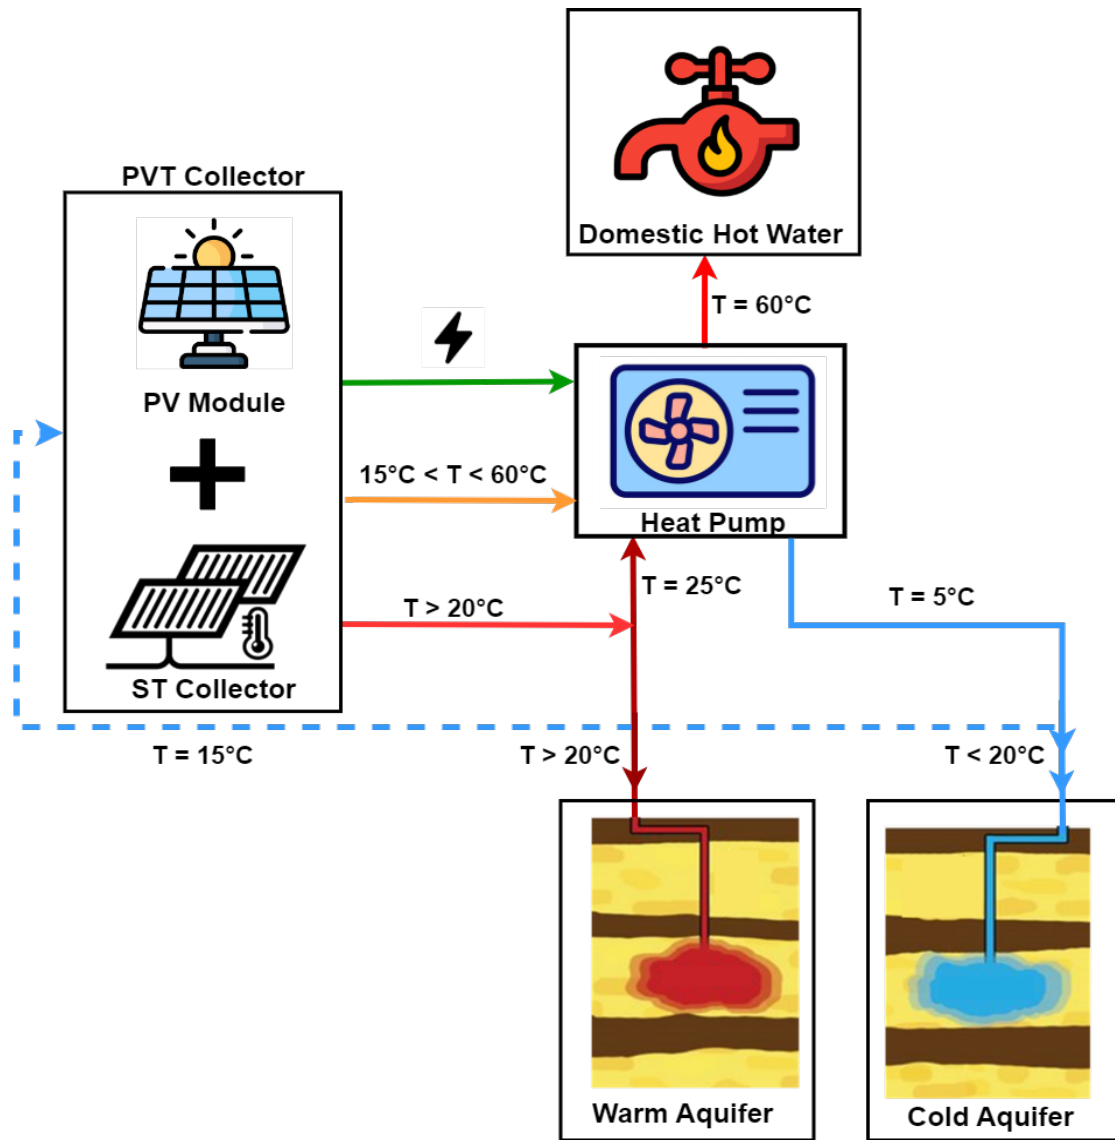 Domestic Hot Water
T = 60°C
PVT Collector
PV Module
15°C < T < 60°C
Heat Pump
T = 25°C
T = 5°C
T > 20°C
ST Collector
T = 15°C
T > 20°C
T < 20°C
Warm Aquifer
Cold Aquifer